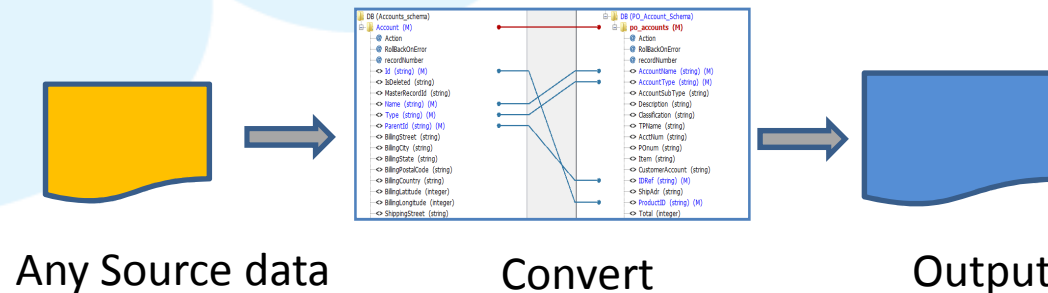 DB (Accounts_schema)
Account (M)
Action
RollBackOnError
recordNumber
Id (string) (M)
IsDeleted (string)
MasterRecordId (string)
Name (string) (M)
Type (string) (M)
ParentId (string) (M)
BillingStreet (string)
BillingCity (string)
BillingState (string)
BillingPostalCode (string)
BillingCountry (string)
BillingLatitude (integer)
BillingLongitude (integer)
ShippingStreet (string)
DB (PO_Account_Schema)
po_accounts (M)
Action
RollBackOnError
recordNumber
AccountName (string) (M)
AccountType (string) (M)
AccountSubType (string)
Description (string)
Classification (string)
TPName (string)
AcctNum (string)
POnum (string)
Item (string)
CustomerAccount (string)
IDRef (string) (M)
ShipAdr (string)
ProductID (string) (M)
Total (integer)
Any Source data
Convert
Output